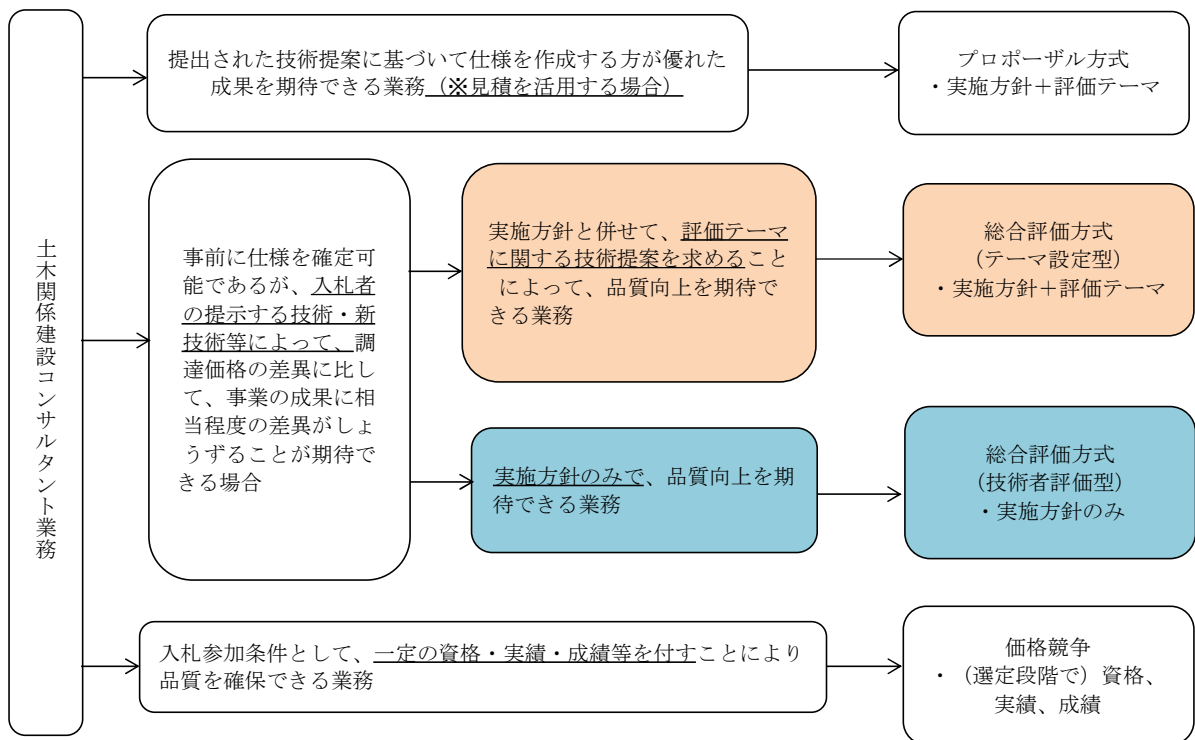 土木関係建設コンサルタント業務
提出された技術提案に基づいて仕様を作成する方が優れた
成果を期待できる業務(※見積を活用する場合)
プロポーザル方式
・実施方針＋評価テーマ
事前に仕様を確定可
能であるが、入札者
の提示する技術・新
技術等によって、調
達価格の差異に比し
て、事業の成果に相
当程度の差異がしょ
うずることが期待で
きる場合
実施方針と併せて、評価テーマ
に関する技術提案を求めること
によって、品質向上を期待で
きる業務
総合評価方式
(テーマ設定型)
・実施方針＋評価テーマ
実施方針のみで、品質向上を期
待できる業務
総合評価方式
(技術者評価型)
・実施方針のみ
入札参加条件として、一定の資格・実績・成績等を付すことにより
品質を確保できる業務
価格競争
・(選定段階で）資格、
実績、成績